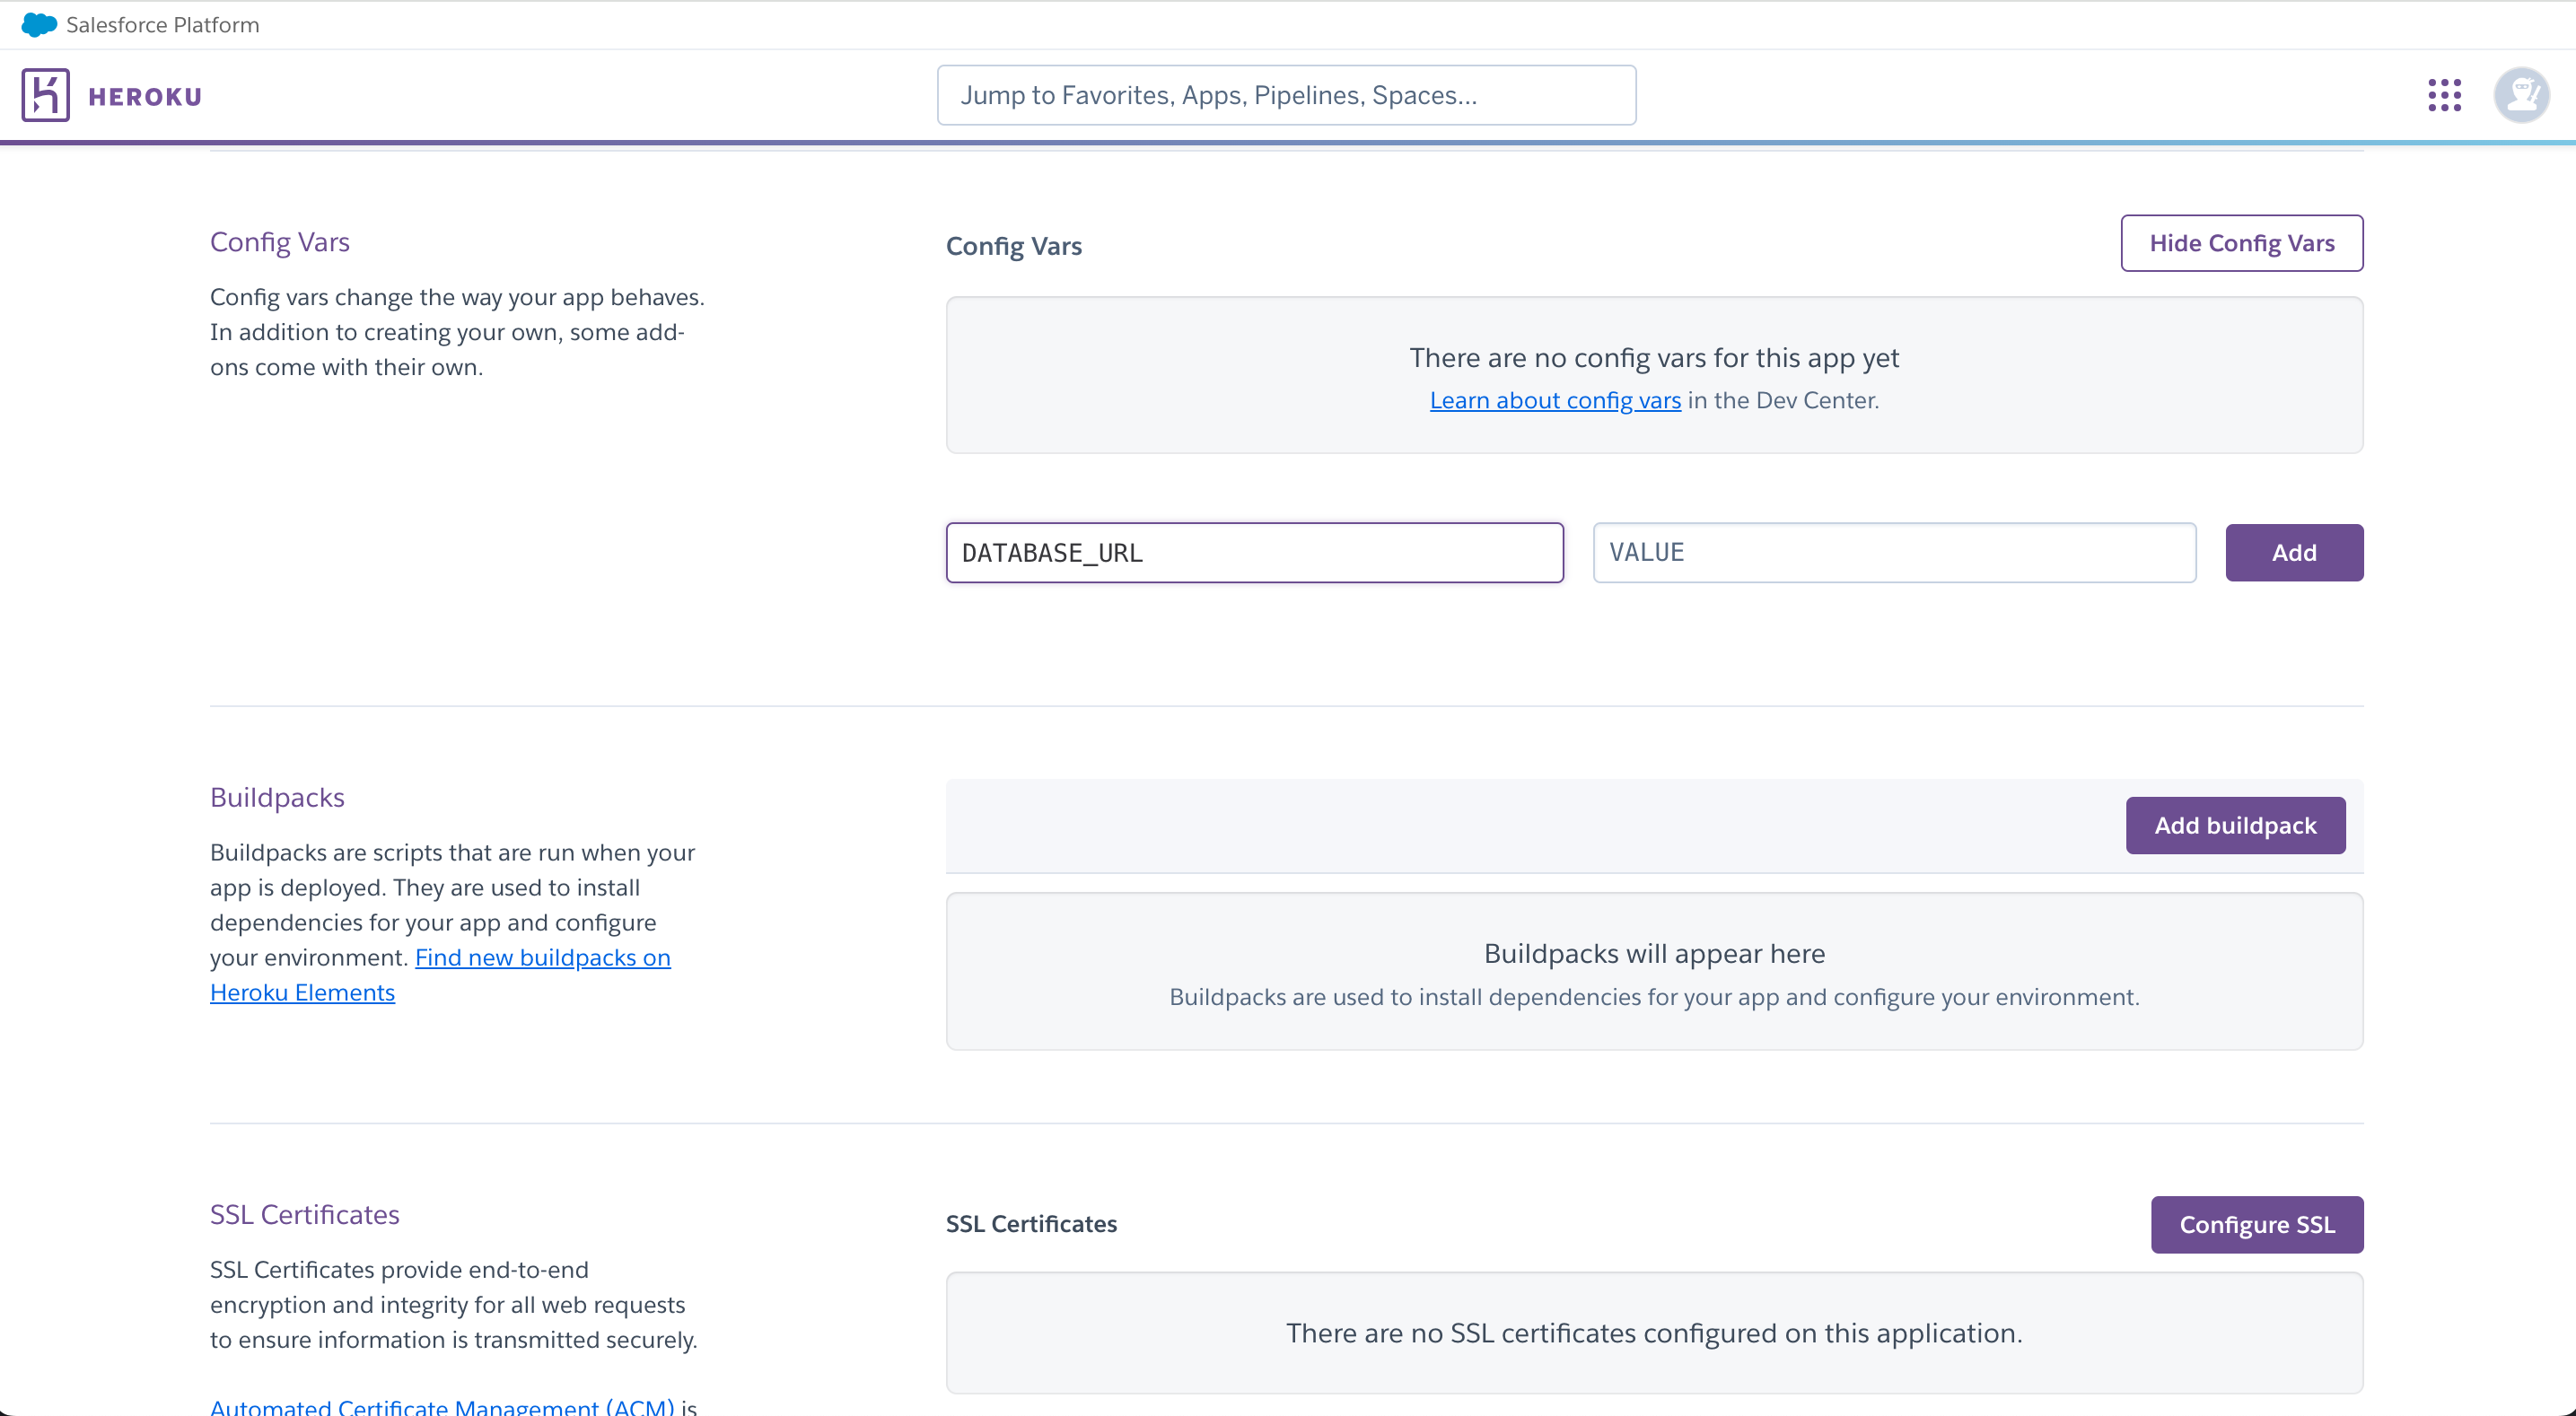 Salesforce Platform
HEROKU
Jump to Favorites, Apps, Pipelines, Spaces...
Config Vars
Config vars change the way your app behaves.
In addition to creating your own, some add-
ons come with their own.
Config Vars
Hide Config Vars
There are no config vars for this app yet
Learn about config vars in the Dev Center.
DATABASE_URL
VALUE
Add
Buildpacks
Buildpacks are scripts that are run when your
app is deployed. They are used to install
dependencies for your app and configure
your environment. Find new buildpacks on
Heroku Elements
Add buildpack
Buildpacks will appear here
Buildpacks are used to install dependencies for your app and configure your environment.
SSL Certificates
SSL Certificates provide end-to-end
encryption and integrity for all web requests
to ensure information is transmitted securely.
Automated Certificate Management (ACM) is
SSL Certificates
Configure SSL
There are no SSL certificates configured on this application.